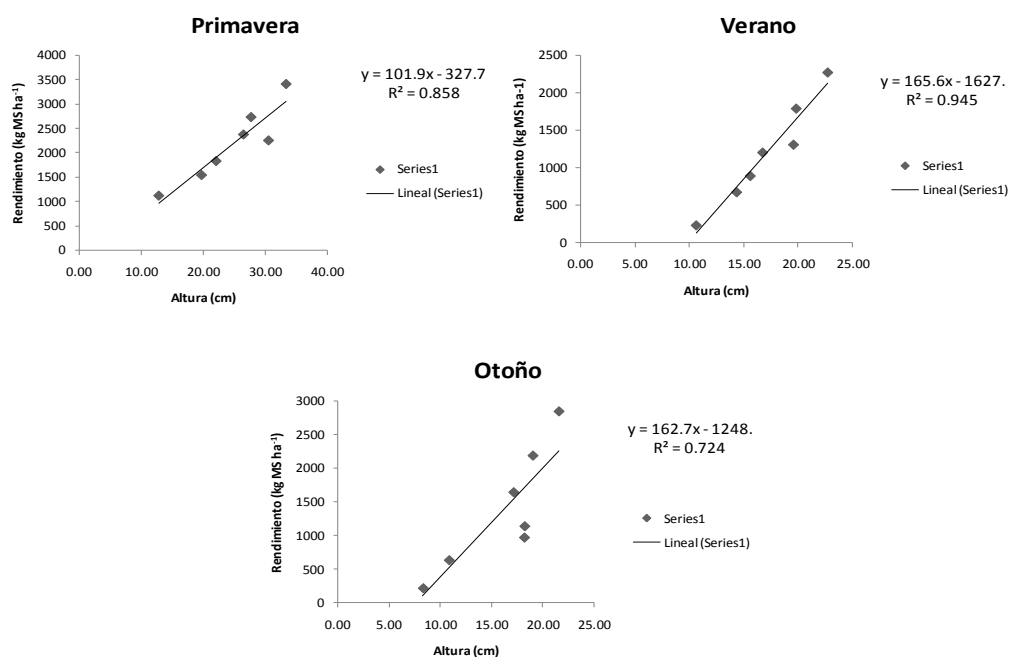 Primavera
Rendimiento (kg MS ha⁻¹)
4000
3500
3000
2500
2000
1500
1000
500
0
0.00 10.00 20.00 30.00 40.00
Altura (cm)
y = 101.9x - 327.7
R² = 0.858
Series1
Lineal (Series1)
Verano
Rendimiento (kg MS ha-1)
2500
2000
1500
1000
500
0
0.00 5.00 10.00 15.00 20.00 25.00
Altura (cm)
y = 165.6x - 1627.
R² = 0.945
Series1
Lineal (Series1)
Otoño
Rendimiento (kg MS ha⁻¹)
3000
2500
2000
1500
1000
500
0
0.00 5.00 10.00 15.00 20.00 25.00
Altura (cm)
y = 162.7x - 1248.
R² = 0.724
Series1
Lineal (Series1)